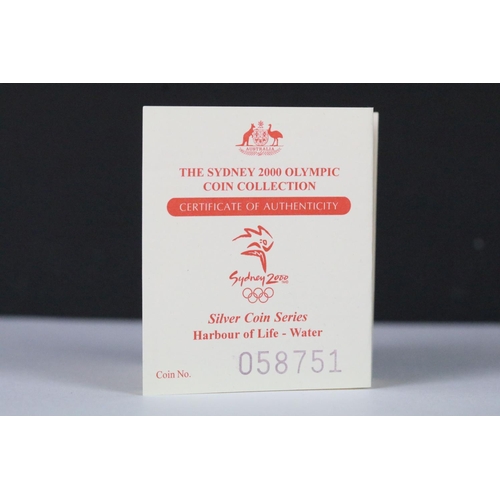 AUSTRALIA
THE SYDNEY 2000 OLYMPIC
COIN COLLECTION
CERTIFICATE OF AUTHENTICITY
Sydney 2000
Silver Coin Series
Harbour of Life - Water
Coin No. 058751